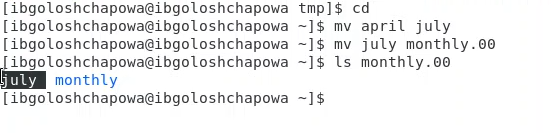 [ibgoloshchapowa@ibgoloshchapowa tmp]$ cd
[ibgoloshchapowa@ibgoloshchapowa ~]$ mv april july
[ibgoloshchapowa@ibgoloshchapowa ~]$ mv july monthly.00
[ibgoloshchapowa@ibgoloshchapowa ~]$ ls monthly.00
july monthly
[ibgoloshchapowa@ibgoloshchapowa ~]$